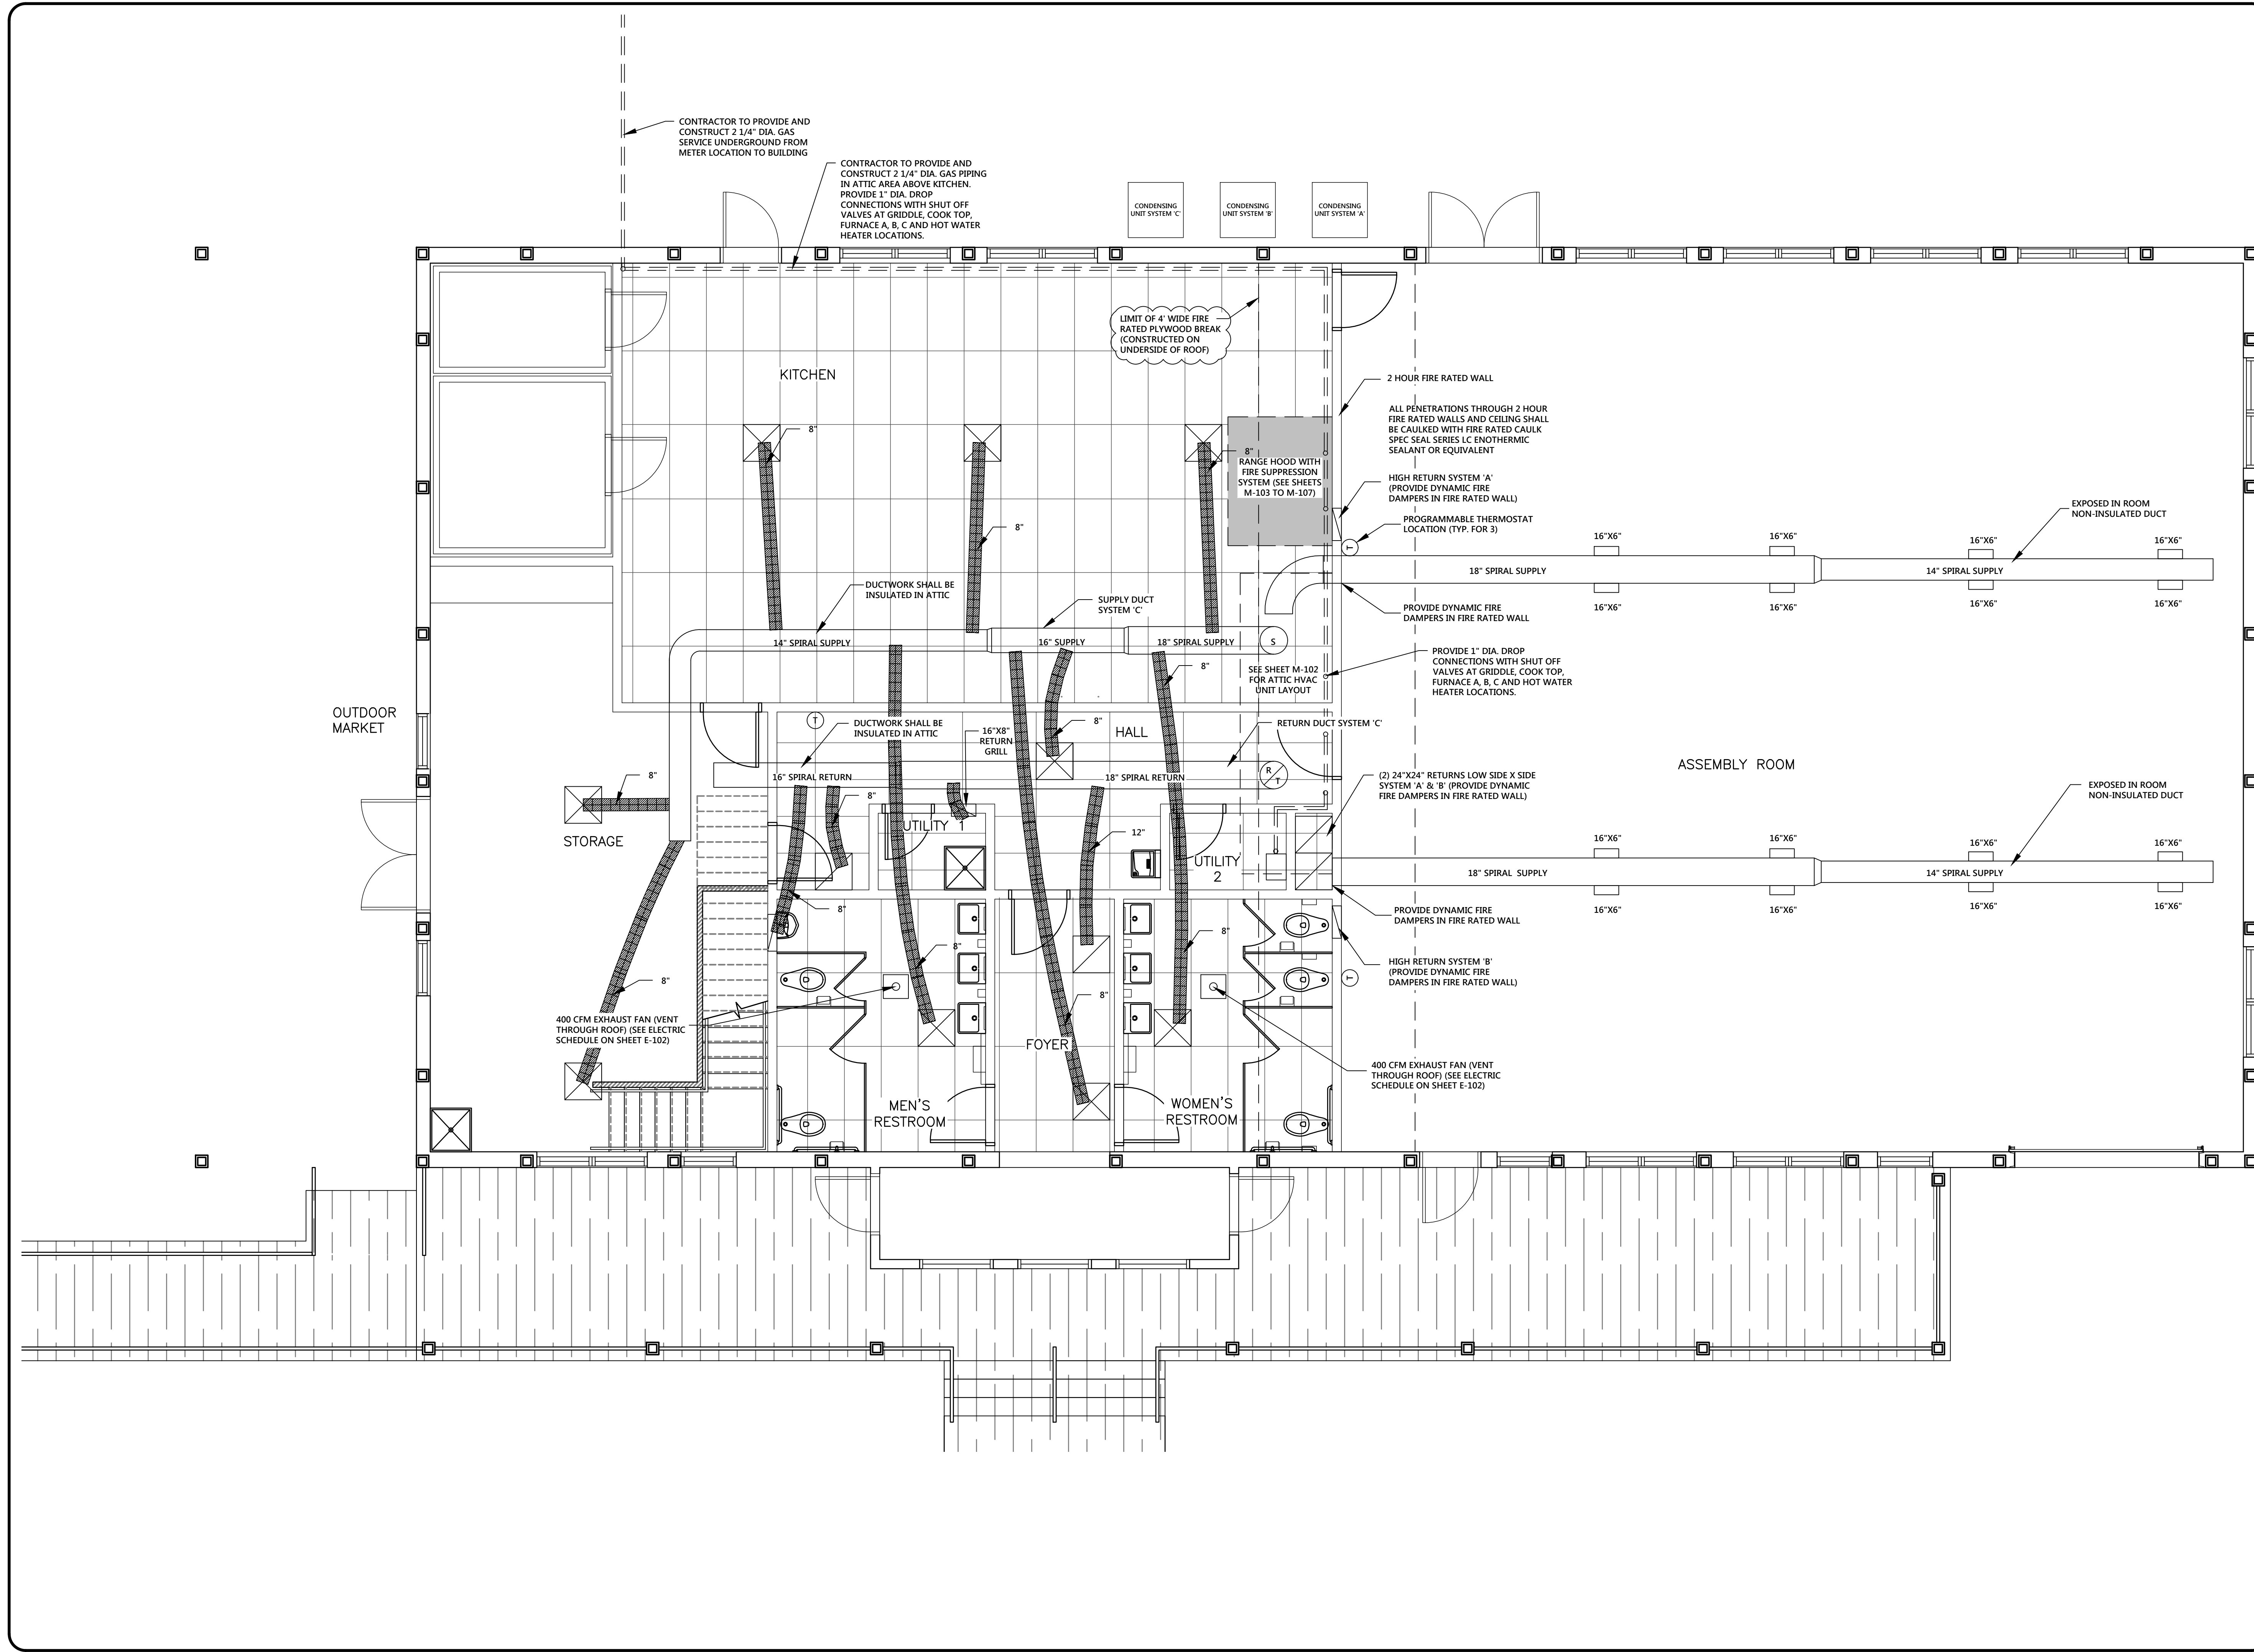 CONTRACTOR TO PROVIDE AND
CONSTRUCT 2 1/4" DIA. GAS
SERVICE UNDERGROUND FROM
METER LOCATION TO BUILDING
CONTRACTOR TO PROVIDE AND
CONSTRUCT 2 1/4" DIA. GAS PIPING
IN ATTIC AREA ABOVE KITCHEN.
PROVIDE 1" DIA. DROP
CONNECTIONS WITH SHUT OFF
VALVES AT GRIDDLE, COOK TOP,
FURNACE A, B, C AND HOT WATER
HEATER LOCATIONS.
CONDENSING
UNIT SYSTEM 'C'
CONDENSING
UNIT SYSTEM 'B'
CONDENSING
UNIT SYSTEM 'A'
LIMIT OF 4' WIDE FIRE
RATED PLYWOOD BREAK
(CONSTRUCTED ON
UNDERSIDE OF ROOF)
KITCHEN
2 HOUR FIRE RATED WALL
ALL PENETRATIONS THROUGH 2 HOUR
FIRE RATED WALLS AND CEILING SHALL
BE CAULKED WITH FIRE RATED CAULK
SPEC SEAL SERIES LC ENOTHERMIC
SEALANT OR EQUIVALENT
8"
8"
RANGE HOOD WITH
FIRE SUPPRESSION
SYSTEM (SEE SHEETS
M-103 TO M-107)
HIGH RETURN SYSTEM 'A'
(PROVIDE DYNAMIC FIRE
DAMPERS IN FIRE RATED WALL)
8"
PROGRAMMABLE THERMOSTAT
LOCATION (TYP. FOR 3)
T
EXPOSED IN ROOM
NON-INSULATED DUCT
16"X6"
16"X6"
16"X6"
16"X6"
18" SPIRAL SUPPLY
14" SPIRAL SUPPLY
16"X6"
16"X6"
16"X6"
16"X6"
DUCTWORK SHALL BE
INSULATED IN ATTIC
SUPPLY DUCT
SYSTEM 'C'
PROVIDE DYNAMIC FIRE
DAMPERS IN FIRE RATED WALL
14" SPIRAL SUPPLY
16" SUPPLY
18" SPIRAL SUPPLY
S
8"
SEE SHEET M-102
FOR ATTIC HVAC
UNIT LAYOUT
PROVIDE 1" DIA. DROP
CONNECTIONS WITH SHUT OFF
VALVES AT GRIDDLE, COOK TOP,
FURNACE A, B, C AND HOT WATER
HEATER LOCATIONS.
OUTDOOR
MARKET
T
DUCTWORK SHALL BE
INSULATED IN ATTIC
16"X8"
RETURN
GRILL
8"
HALL
RETURN DUCT SYSTEM 'C'
8"
16" SPIRAL RETURN
18" SPIRAL RETURN
R
T
(2) 24"X24" RETURNS LOW SIDE X SIDE
SYSTEM 'A' & 'B' (PROVIDE DYNAMIC
FIRE DAMPERS IN FIRE RATED WALL)
ASSEMBLY ROOM
EXPOSED IN ROOM
NON-INSULATED DUCT
8"
STORAGE
UTILITY 1
12"
UTILITY
2
16"X6"
16"X6"
16"X6"
16"X6"
18" SPIRAL SUPPLY
14" SPIRAL SUPPLY
16"X6"
16"X6"
16"X6"
16"X6"
8"
PROVIDE DYNAMIC FIRE
DAMPERS IN FIRE RATED WALL
8"
8"
8"
8"
HIGH RETURN SYSTEM 'B'
(PROVIDE DYNAMIC FIRE
DAMPERS IN FIRE RATED WALL)
T
400 CFM EXHAUST FAN (VENT
THROUGH ROOF) (SEE ELECTRIC
SCHEDULE ON SHEET E-102)
FOYER
400 CFM EXHAUST FAN (VENT
THROUGH ROOF) (SEE ELECTRIC
SCHEDULE ON SHEET E-102)
MEN'S
RESTROOM
WOMEN'S
RESTROOM